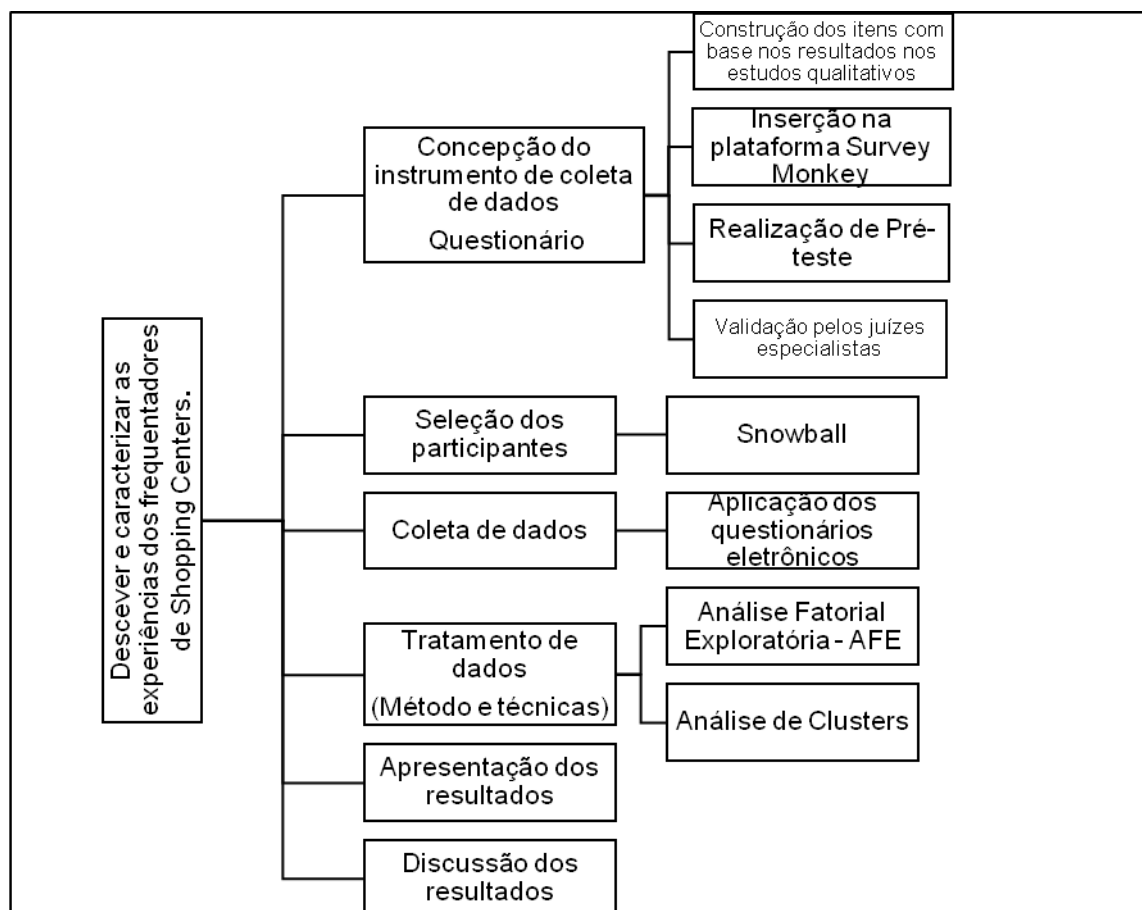 Descever e caracterizar as
experiências dos frequentadores
de Shopping Centers.
Concepção do
instrumento de coleta
de dados
Questionário
Construção dos itens com
base nos resultados nos
estudos qualitativos
Inserção na
plataforma Survey
Monkey
Realização de Pré-
teste
Validação pelos juízes
especialistas
Seleção dos
participantes
Snowball
Coleta de dados
Aplicação dos
questionários
eletrônicos
Tratamento de
dados
(Método e técnicas)
Análise Fatorial
Exploratória - AFE
Análise de Clusters
Apresentação dos
resultados
Discussão dos
resultados